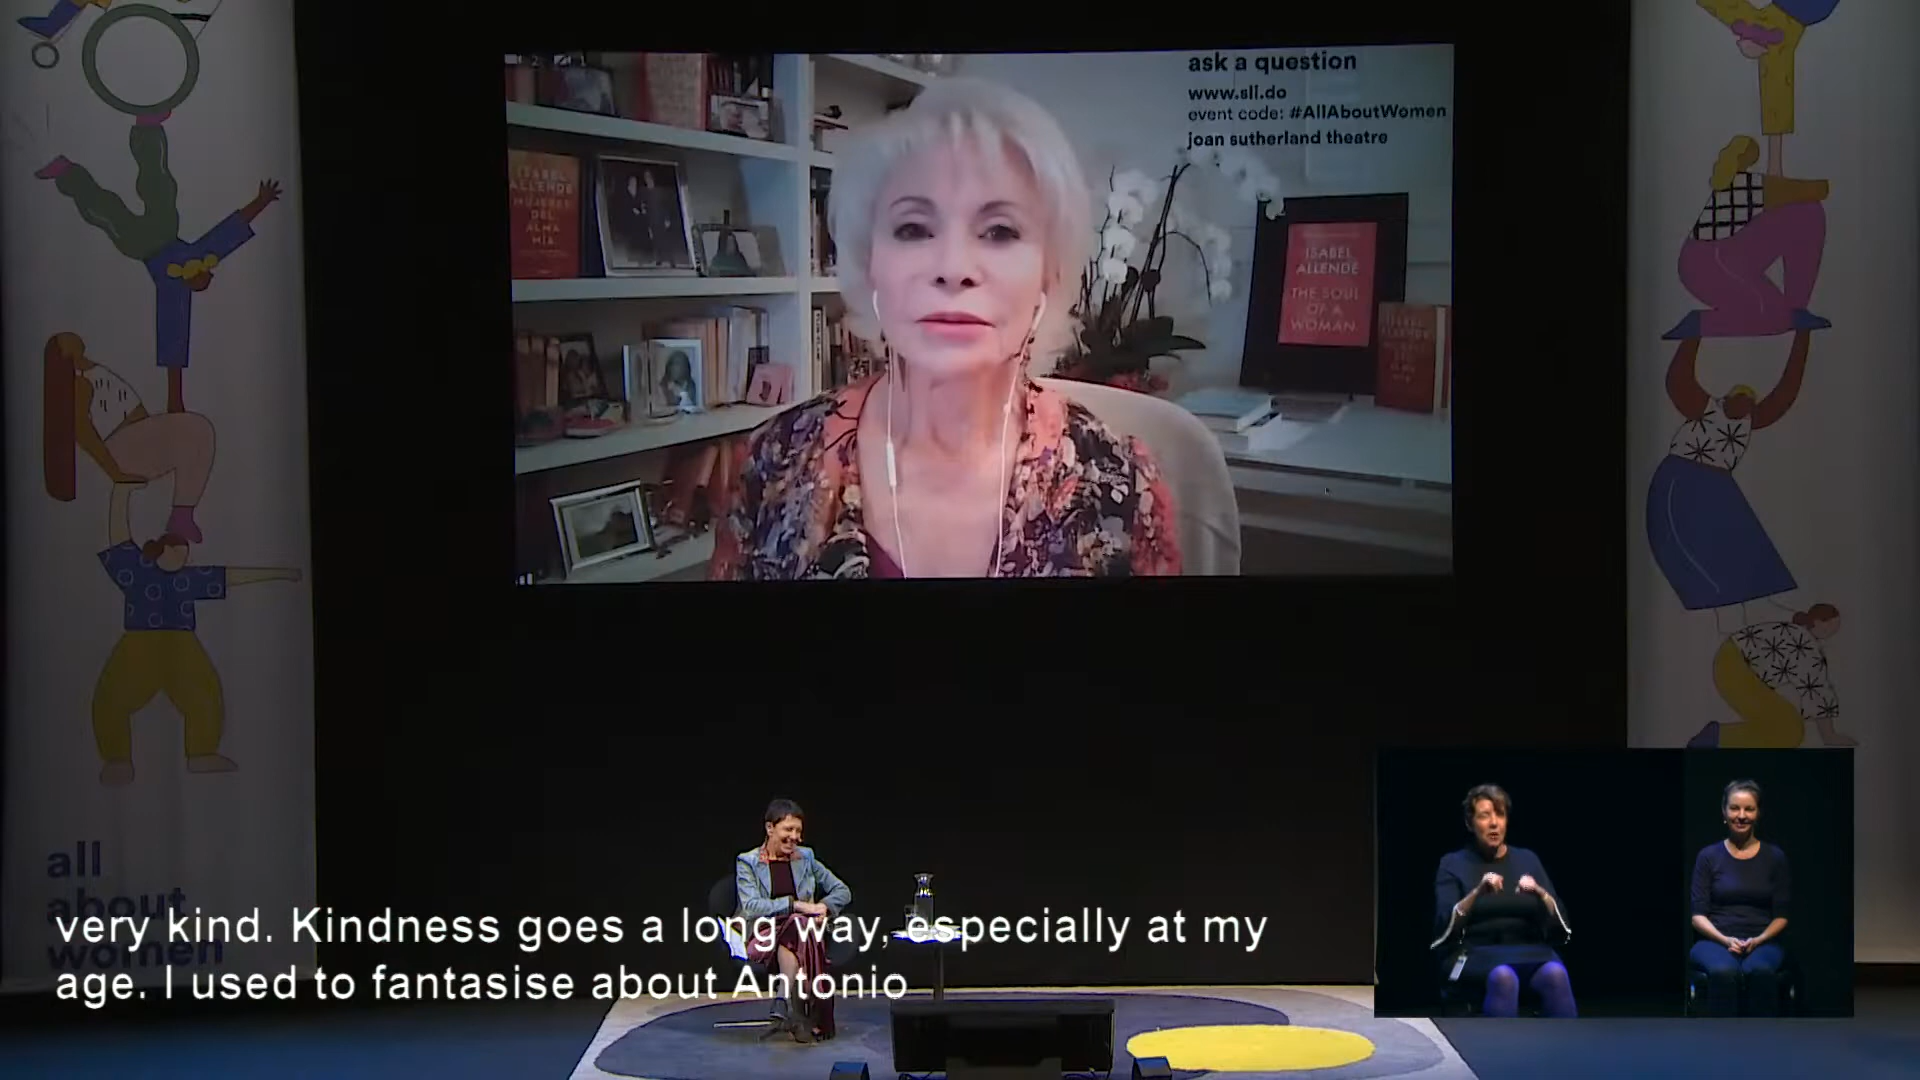 ask a question
www.sli.do
event code: #AllAboutWomen
joan sutherland theatre
ISABEL
ALLENDE
MUJERES
DEL
ALMA
MÍA
ISABEL
ALLENDE
THE SOUL
OF A
WOMAN
ISABEL
ALLENDE
all
about
women
very kind. Kindness goes a long way, especially at my
age. I used to fantasise about Antonio